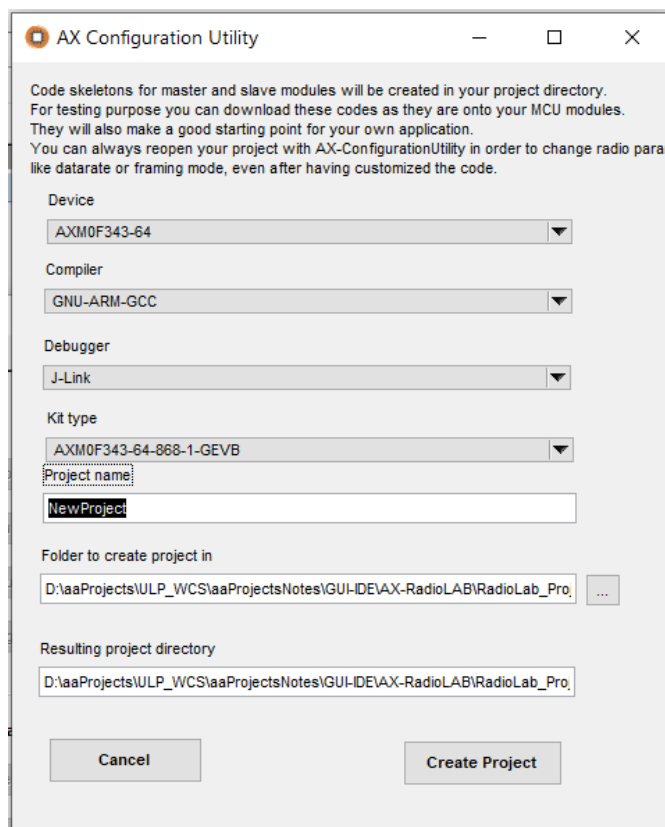 AX Configuration Utility
Code skeletons for master and slave modules will be created in your project directory.
For testing purpose you can download these codes as they are onto your MCU modules.
They will also make a good starting point for your own application.
You can always reopen your project with AX-ConfigurationUtility in order to change radio para
like datarate or framing mode, even after having customized the code.
Device
AXM0F343-64
Compiler
GNU-ARM-GCC
Debugger
J-Link
Kit type
AXM0F343-64-868-1-GEVB
Project name
NewProject
Folder to create project in
D:\aaProjects\ULP_WCS\aaProjectsNotes\GUI-IDE\AX-RadioLAB\RadioLab_Proj
...
Resulting project directory
D:\aaProjects\ULP_WCS\aaProjectsNotes\GUI-IDE\AX-RadioLAB\RadioLab_Proj
Cancel
Create Project